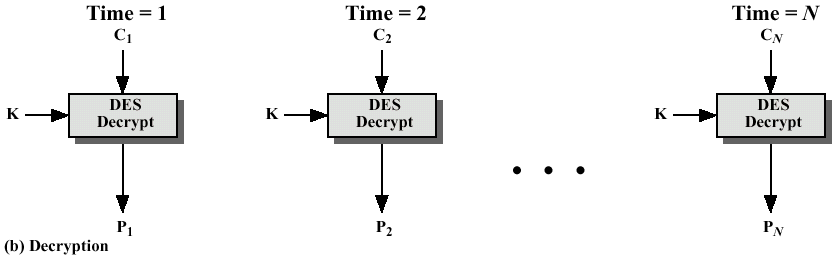 Time = 1 Time = 2 Time = N
C1 C2 CN
K DES Decrypt K DES Decrypt K DES Decrypt
P1 P2 PN
(b) Decryption